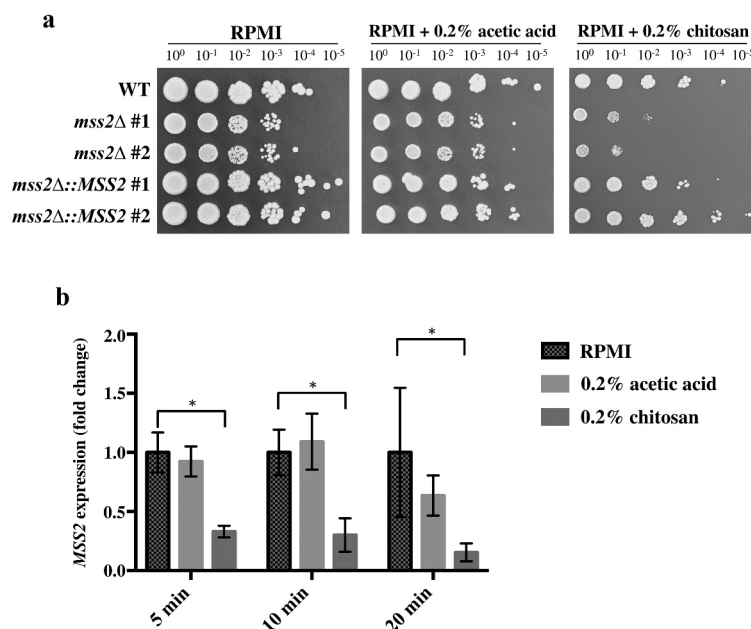 a
RPMI
RPMI + 0.2% acetic acid
RPMI + 0.2% chitosan
10⁰ 10⁻¹ 10⁻² 10⁻³ 10⁻⁴ 10⁻⁵
10⁰ 10⁻¹ 10⁻² 10⁻³ 10⁻⁴ 10⁻⁵
10⁰ 10⁻¹ 10⁻² 10⁻³ 10⁻⁴ 10⁻⁵
WT
mss2Δ #1
mss2Δ #2
mss2Δ::MSS2 #1
mss2Δ::MSS2 #2
b
MSS2 expression (fold change)
2.0
1.5
1.0
0.5
0.0
*
*
*
5 min
10 min
20 min
RPMI
0.2% acetic acid
0.2% chitosan